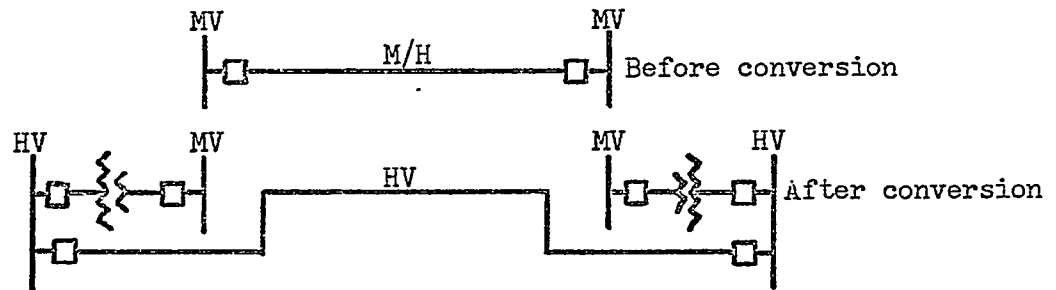 MV MV
M/H
Before conversion
HV MV MV HV
HV
After conversion